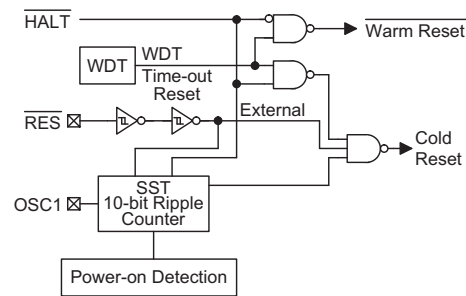 HALT
Warm Reset
WDT
WDT
Time-out
Reset
RES
External
Cold
Reset
OSC1
SST
10-bit Ripple
Counter
Power-on Detection